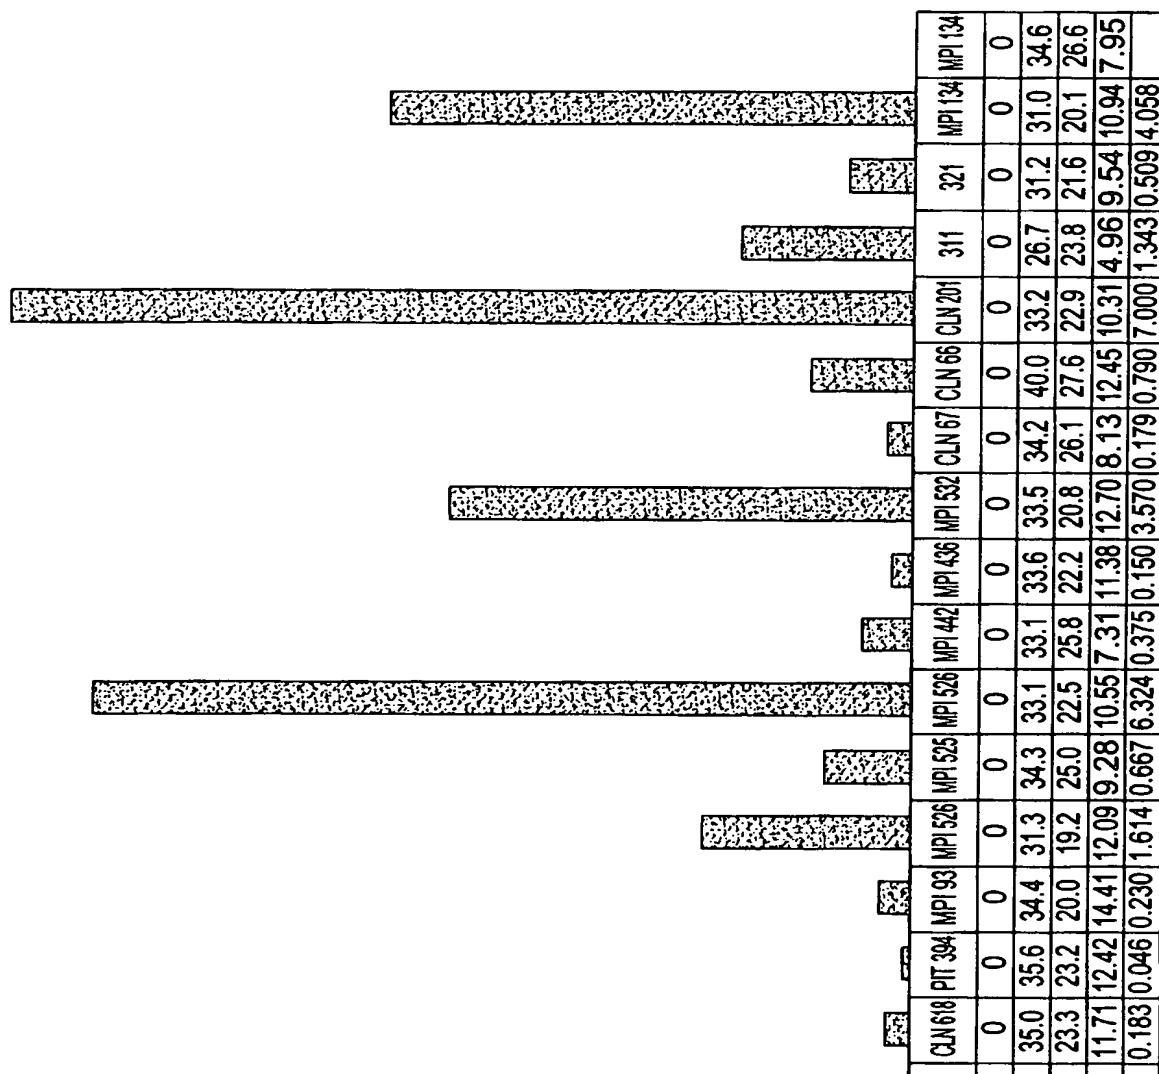 CLN 618 PIT 394 MPI 93 MPI 526 MPI 525 MPI 526 MPI 442 MPI 436 MPI 532 CLN 67 CLN 66 CLN 201 311 321 MPI 134 MPI 134
0 0 0 0 0 0 0 0 0 0 0 0 0 0 0 0
35.0 35.6 34.4 31.3 34.3 33.1 33.1 33.6 33.5 34.2 40.0 33.2 26.7 31.2 31.0 34.6
23.3 23.2 20.0 19.2 25.0 22.5 25.8 22.2 20.8 26.1 27.6 22.9 23.8 21.6 20.1 26.6
11.71 12.42 14.41 12.09 9.28 10.55 7.31 11.38 12.70 8.13 12.45 10.31 4.96 9.54 10.94 7.95
0.183 0.046 0.230 1.614 0.667 6.324 0.375 0.150 3.570 0.179 0.790 7.000 1.343 0.509 4.058